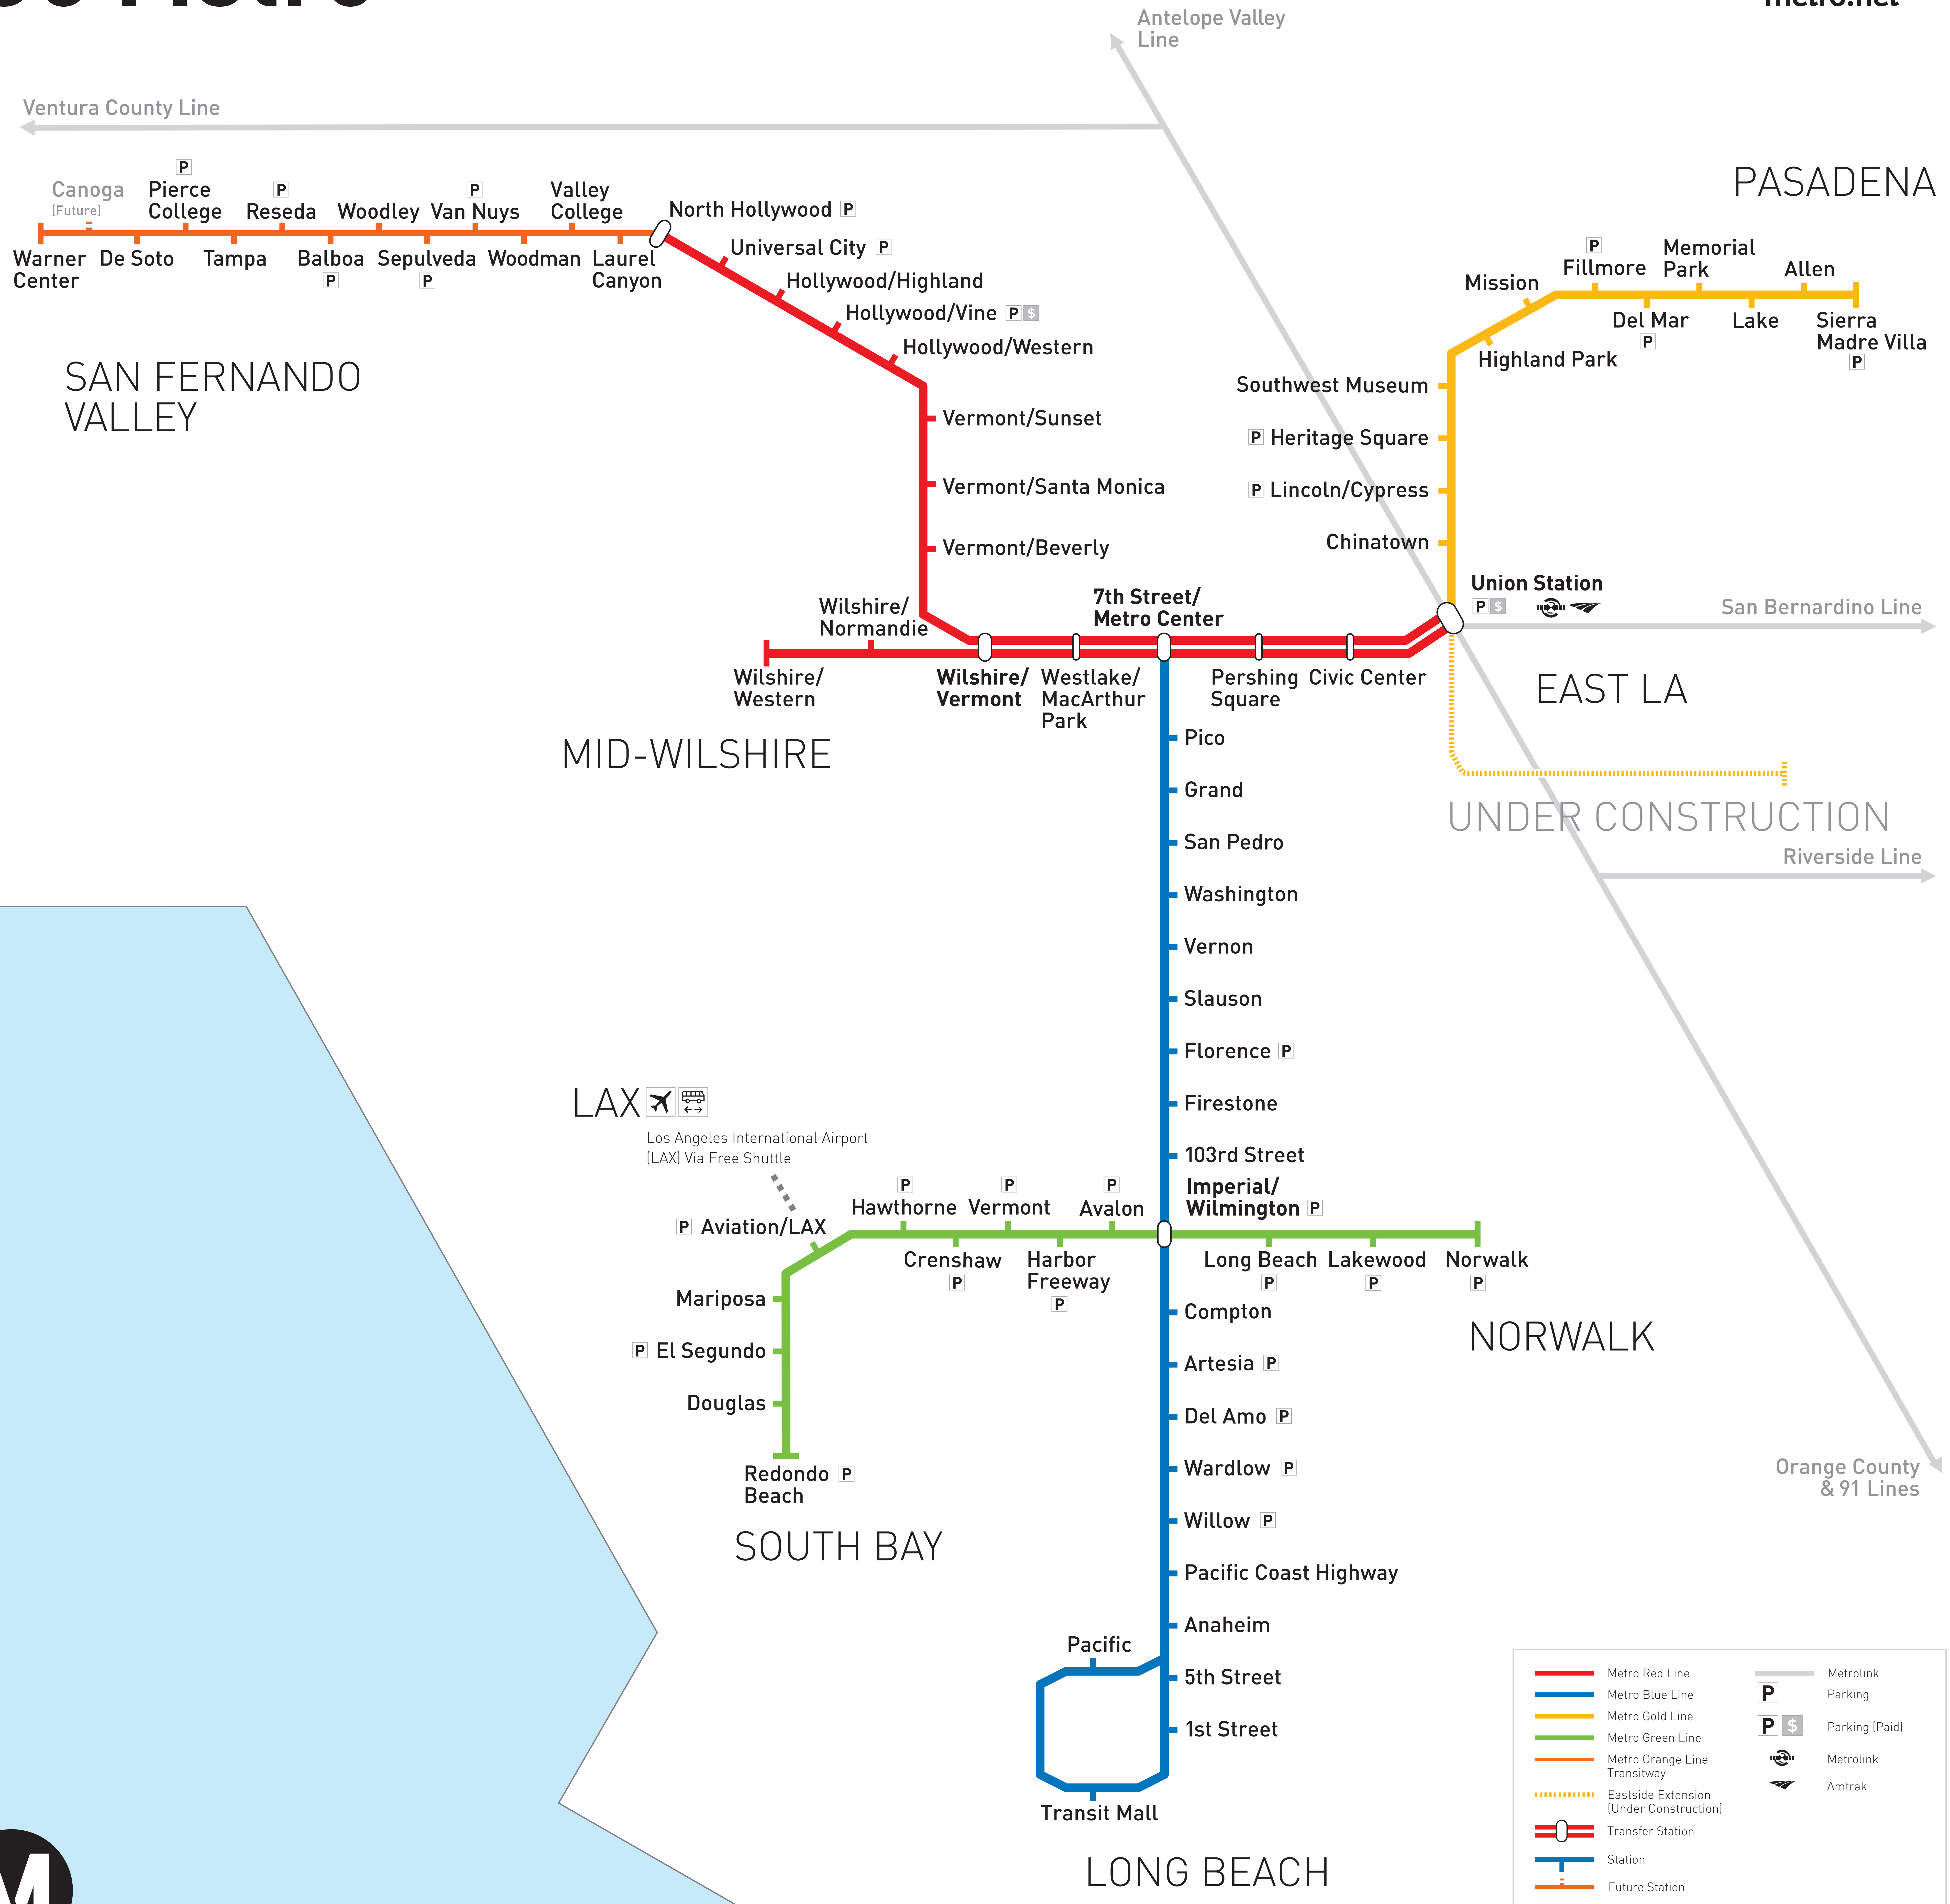 Metro
metro.net
Antelope Valley
Line
Ventura County Line
PASADENA
Canoga
(Future)
P
Pierce
College
P
Reseda
Woodley
P
Van Nuys
Valley
College
North Hollywood P
Warner
Center
De Soto
Tampa
Balboa
P
Sepulveda
P
Woodman
Laurel
Canyon
Universal City P
Hollywood/Highland
Hollywood/Vine P $
Hollywood/Western
SAN FERNANDO
VALLEY
Vermont/Sunset
Vermont/Santa Monica
Vermont/Beverly
Mission
P
Fillmore
Memorial
Park
Allen
Del Mar
P
Lake
Sierra
Madre Villa
P
Highland Park
Southwest Museum
P Heritage Square
P Lincoln/Cypress
Chinatown
Union Station
P $
San Bernardino Line
Wilshire/
Normandie
7th Street/
Metro Center
Wilshire/
Western
Wilshire/
Vermont
Westlake/
MacArthur
Park
Pershing
Square
Civic Center
EAST LA
MID-WILSHIRE
UNDER CONSTRUCTION
Riverside Line
Pico
Grand
San Pedro
Washington
Vernon
Slauson
Florence P
Firestone
103rd Street
Imperial/
Wilmington P
LAX
Los Angeles International Airport
(LAX) Via Free Shuttle
P Aviation/LAX
P
Hawthorne
P
Vermont
P
Avalon
Crenshaw
P
Harbor
Freeway
P
Long Beach
P
Lakewood
P
Norwalk
P
NORWALK
Mariposa
P El Segundo
Douglas
Redondo P
Beach
SOUTH BAY
Compton
Artesia P
Del Amo P
Wardlow P
Willow P
Pacific Coast Highway
Anaheim
5th Street
1st Street
Pacific
Transit Mall
LONG BEACH
Orange County
& 91 Lines
Metro Red Line
Metro Blue Line
Metro Gold Line
Metro Green Line
Metro Orange Line
Transitway
Eastside Extension
(Under Construction)
Transfer Station
Station
Future Station
Metrolink
P Parking
P $ Parking (Paid)
Metrolink
Amtrak
M